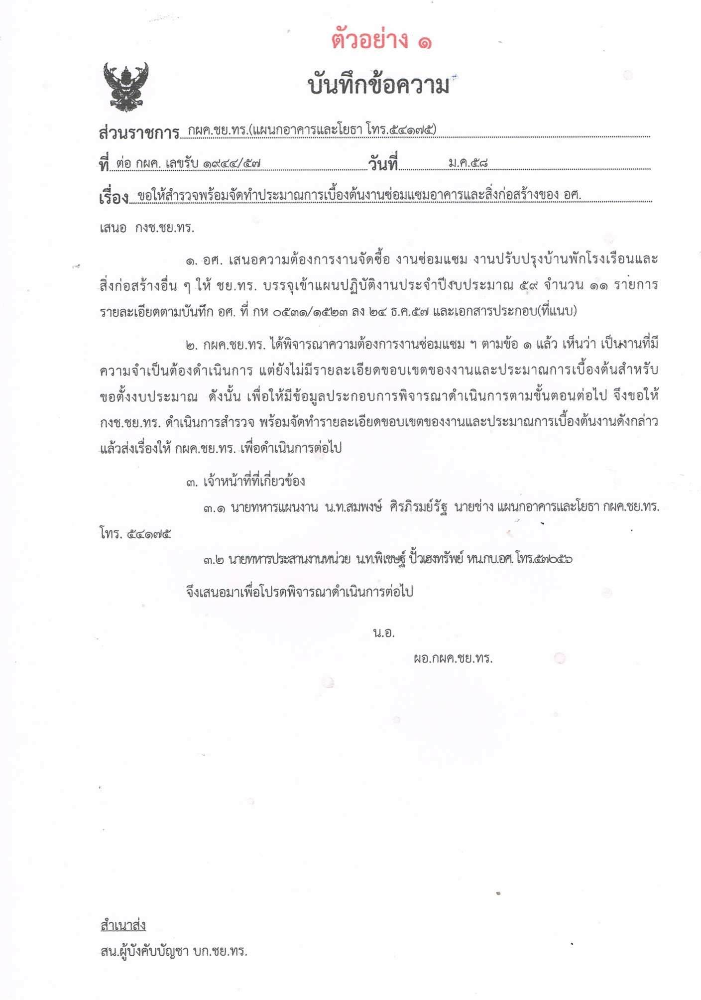 ตัวอย่าง ๑
บันทึกข้อความ
ส่วนราชการ กผค.ชย.ทร.(แผนกอาคารและโยธา โทร.๕๔๑๗๕)
ที่ ต่อ กผค. เลขรับ ๑๙๔๔/๕๗ วันที่ ม.ค.๕๘
เรื่อง ขอให้สำรวจพร้อมจัดทำประมาณการเบื้องต้นงานซ่อมแซมอาคารและสิ่งก่อสร้างของ อศ.
เสนอ กงช.ชย.ทร.
๑. อศ. เสนอความต้องการงานจัดซื้อ งานซ่อมแซม งานปรับปรุงบ้านพักโรงเรือนและ
สิ่งก่อสร้างอื่น ๆ ให้ ชย.ทร. บรรจุเข้าแผนปฏิบัติงานประจำปีงบประมาณ ๕๙ จำนวน ๑๑ รายการ
รายละเอียดตามบันทึก อศ. ที่ กห ๐๕๓๑/๑๕๒๓ ลง ๒๔ ธ.ค.๕๗ และเอกสารประกอบ(ที่แนบ)
๒. กผค.ชย.ทร. ได้พิจารณาความต้องการงานซ่อมแซม ฯ ตามข้อ ๑ แล้ว เห็นว่า เป็นงานที่มี
ความจำเป็นต้องดำเนินการ แต่ยังไม่มีรายละเอียดขอบเขตของงานและประมาณการเบื้องต้นสำหรับ
ขอตั้งงบประมาณ ดังนั้น เพื่อให้มีข้อมูลประกอบการพิจารณาดำเนินการตามขั้นตอนต่อไป จึงขอให้
กงช.ชย.ทร. ดำเนินการสำรวจ พร้อมจัดทำรายละเอียดขอบเขตของงานและประมาณการเบื้องต้นงานดังกล่าว
แล้วส่งเรื่องให้ กผค.ชย.ทร. เพื่อดำเนินการต่อไป
๓. เจ้าหน้าที่ที่เกี่ยวข้อง
๓.๑ นายทหารแผนงาน น.ท.สมพงษ์ ศิรภิรมย์รัฐ นายช่าง แผนกอาคารและโยธา กผค.ชย.ทร.
โทร. ๕๔๑๗๕
๓.๒ นายทหารประสานงานหน่วย น.ท.พิเชษฐ์ ปั้วเฮงทรัพย์ หน.กบ.อศ. โทร.๕๗๐๕๖
จึงเสนอมาเพื่อโปรดพิจารณาดำเนินการต่อไป
น.อ.
ผอ.กผค.ชย.ทร.
สำเนาส่ง
สน.ผู้บังคับบัญชา บก.ชย.ทร.